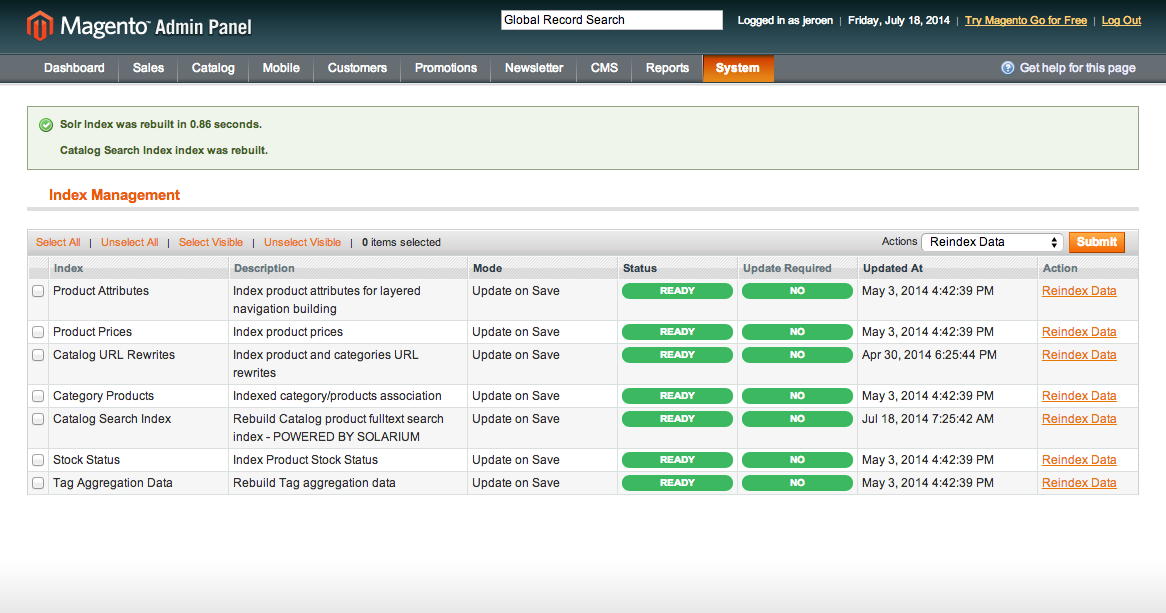 Magento Admin Panel
Global Record Search
Logged in as jeroen | Friday, July 18, 2014 | Try Magento Go for Free | Log Out
Dashboard Sales Catalog Mobile Customers Promotions Newsletter CMS Reports System Get help for this page
Solr Index was rebuilt in 0.86 seconds.
Catalog Search Index index was rebuilt.
Index Management
Select All | Unselect All | Select Visible | Unselect Visible | 0 items selected Actions Reindex Data Submit
Index Description Mode Status Update Required Updated At Action
Product Attributes Index product attributes for layered Update on Save READY NO May 3, 2014 4:42:39 PM Reindex Data
navigation building
Product Prices Index product prices Update on Save READY NO May 3, 2014 4:42:39 PM Reindex Data
Catalog URL Rewrites Index product and categories URL Update on Save READY NO Apr 30, 2014 6:25:44 PM Reindex Data
rewrites
Category Products Indexed category/products association Update on Save READY NO May 3, 2014 4:42:39 PM Reindex Data
Catalog Search Index Rebuild Catalog product fulltext search Update on Save READY NO Jul 18, 2014 7:25:42 AM Reindex Data
index - POWERED BY SOLARIUM
Stock Status Index Product Stock Status Update on Save READY NO May 3, 2014 4:42:39 PM Reindex Data
Tag Aggregation Data Rebuild Tag aggregation data Update on Save READY NO May 3, 2014 4:42:39 PM Reindex Data